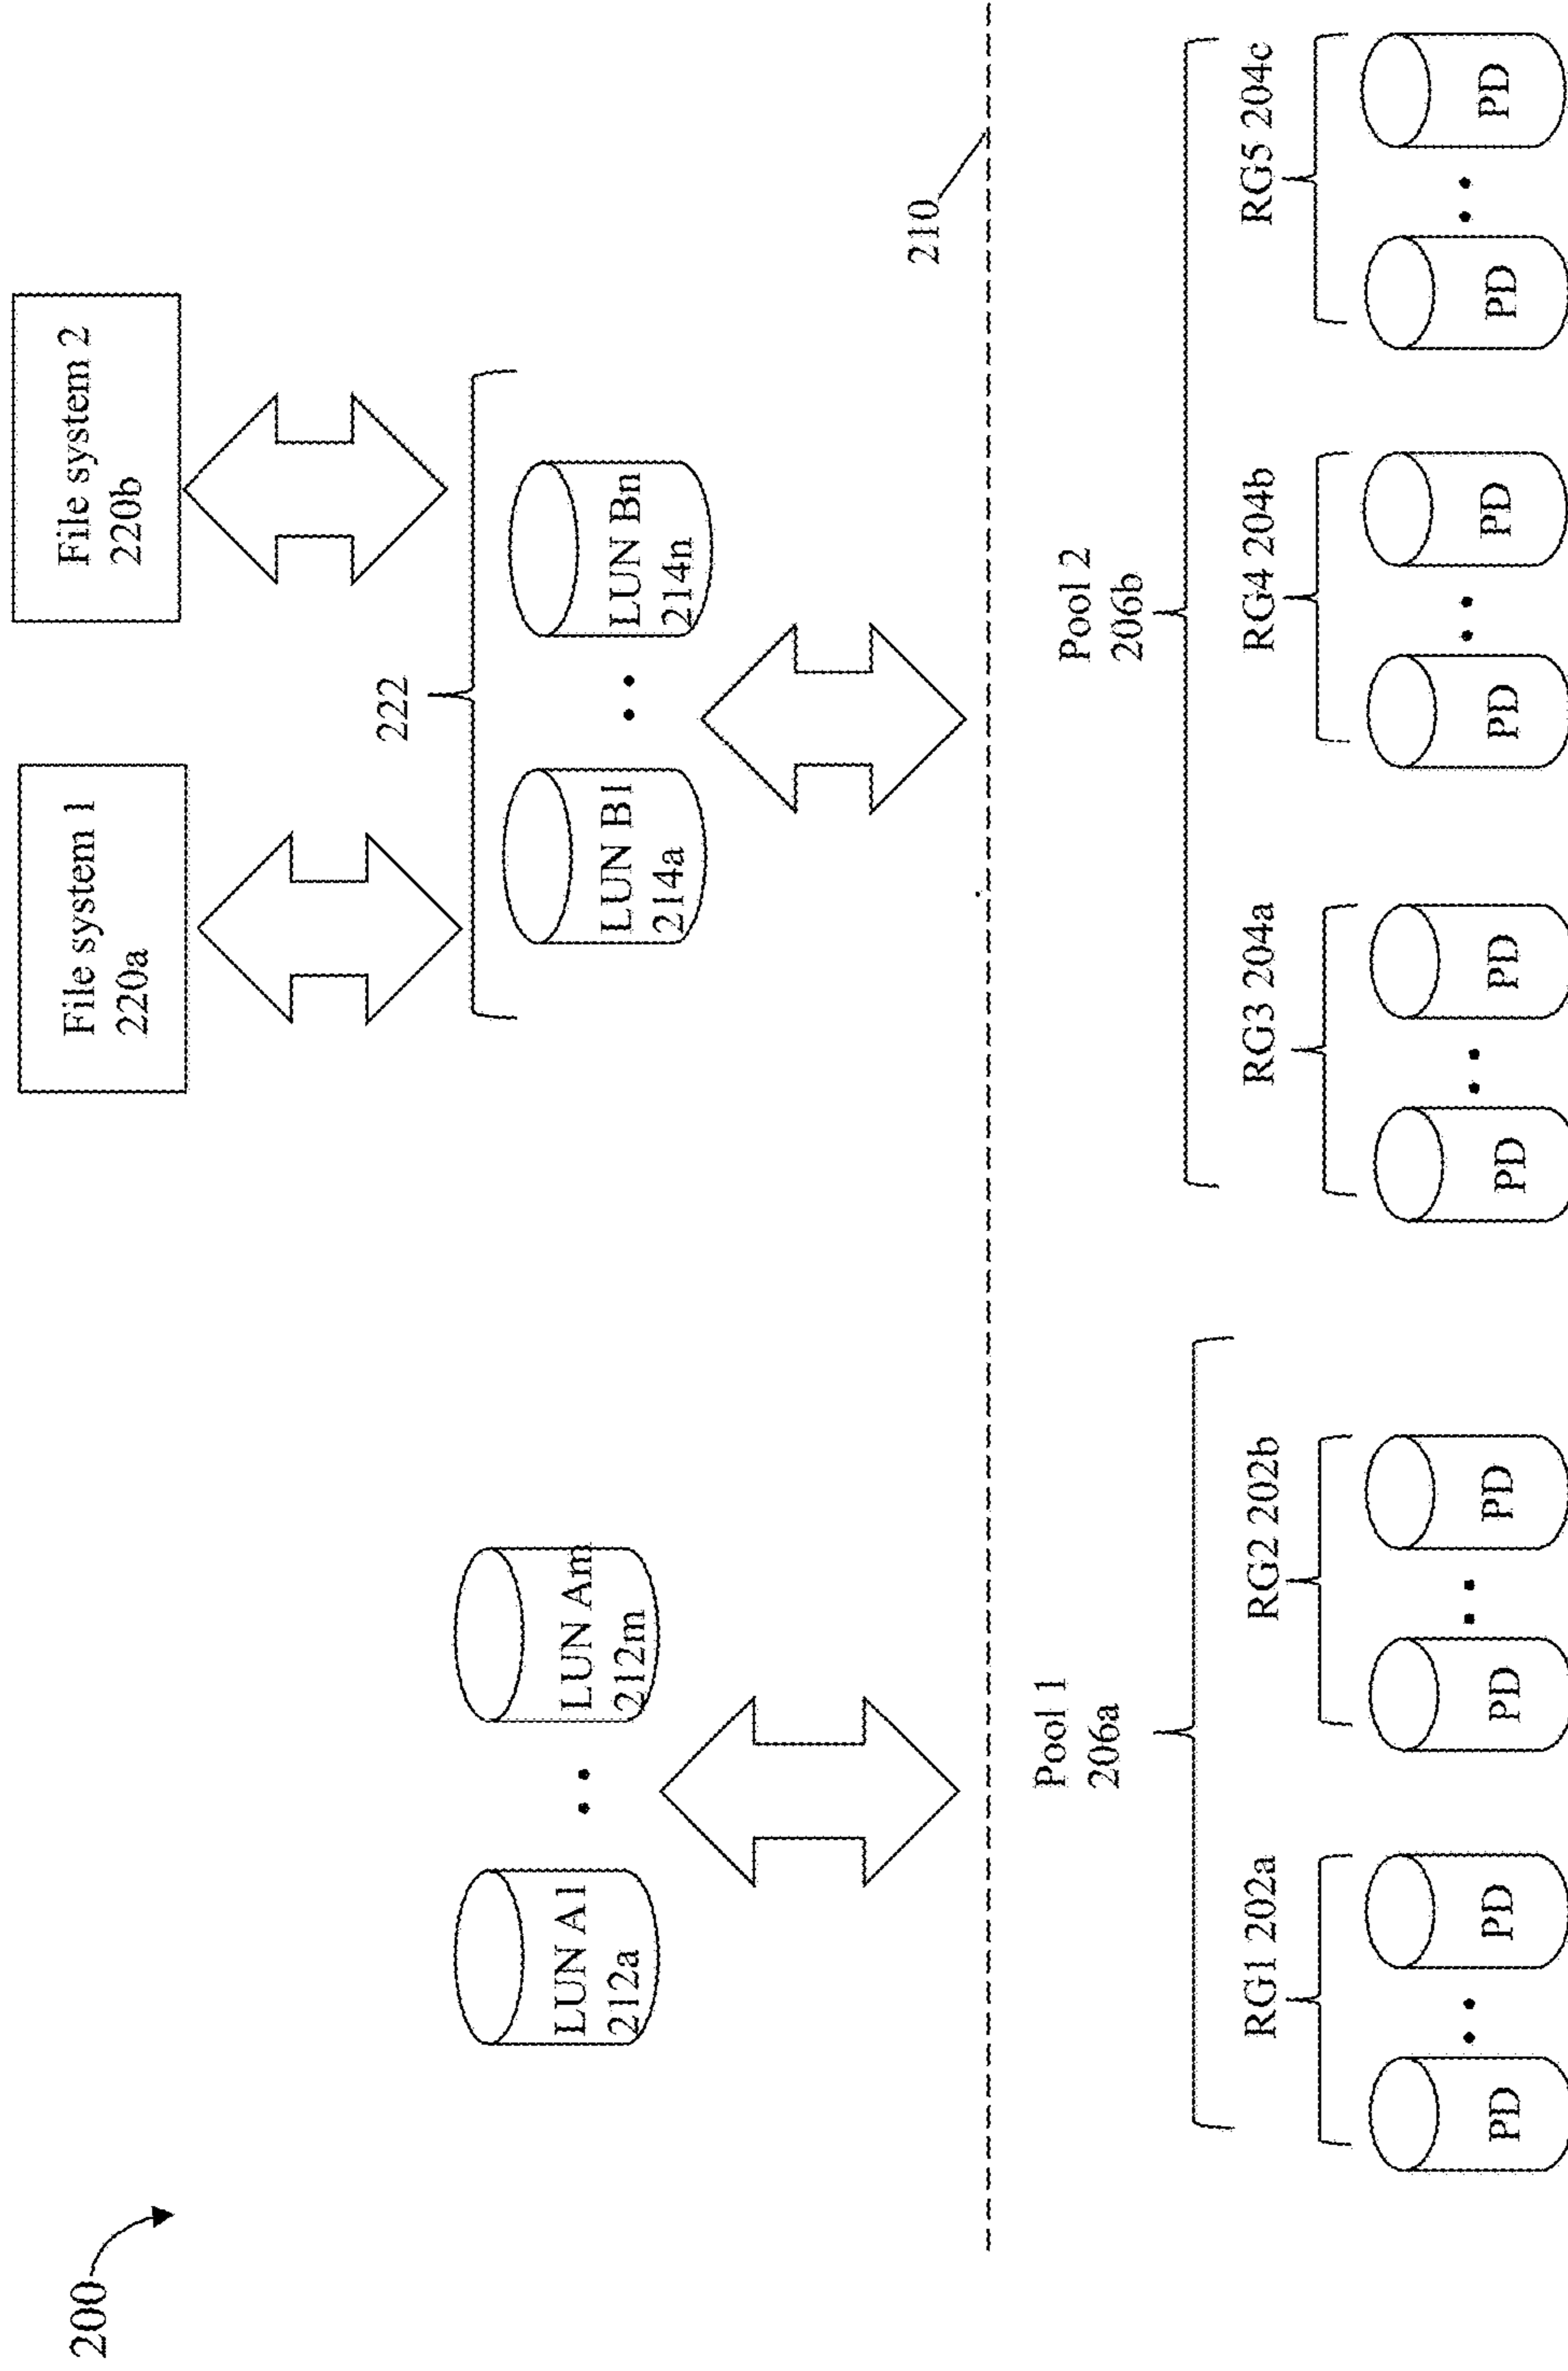 200
File system 1
220a
File system 2
220b
222
LUN A1
212a
LUN Am
212m
LUN B1
214a
LUN Bn
214n
210
Pool 1
206a
Pool 2
206b
RG1 202a
RG2 202b
RG3 204a
RG4 204b
RG5 204c
PD
PD
PD
PD
PD
PD
PD
PD
PD
PD